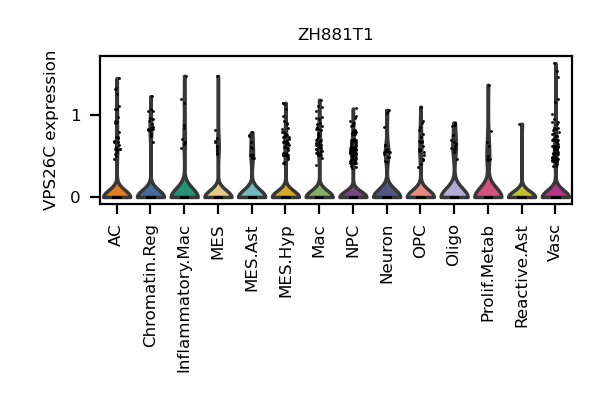 ZH881T1
VPS26C expression
1
0
AC
Chromatin.Reg
Inflammatory.Mac
MES
MES.Ast
MES.Hyp
Mac
NPC
Neuron
OPC
Oligo
Prolif.Metab
Reactive.Ast
Vasc